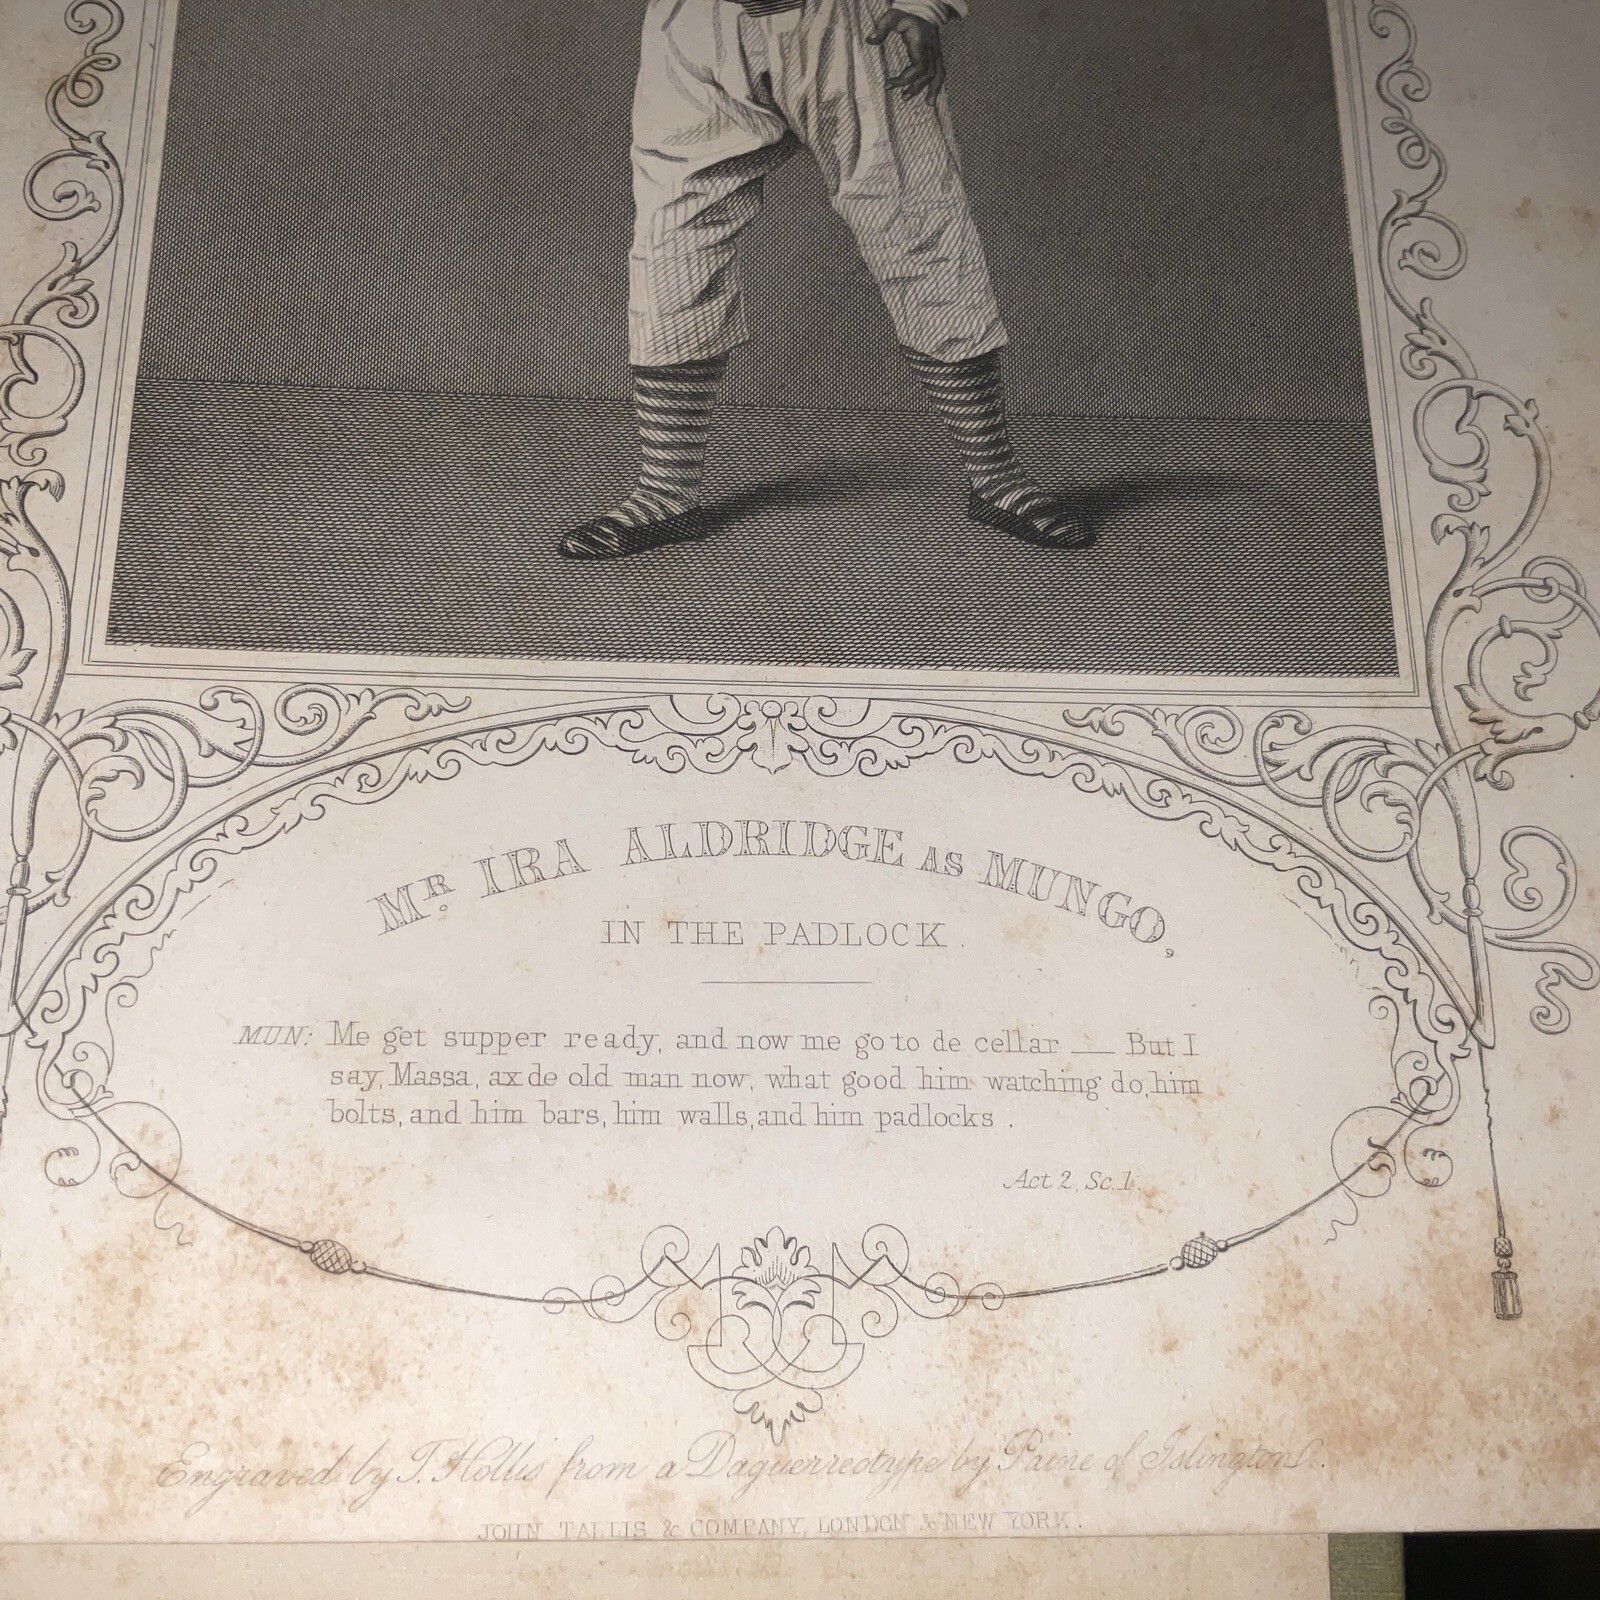 MR. IRA ALDRIDGE AS MUNGO,
IN THE PADLOCK.
MUN: Me get supper ready, and now me go to de cellar — But I
say, Massa, ax de old man now, what good him watching do, him
bolts, and him bars, him walls, and him padlocks.
Act 2, Sc. 1.
Engraved by T. Hollis from a Daguerreotype by Paine of Islington.
JOHN TALLIS & COMPANY, LONDON & NEW YORK.